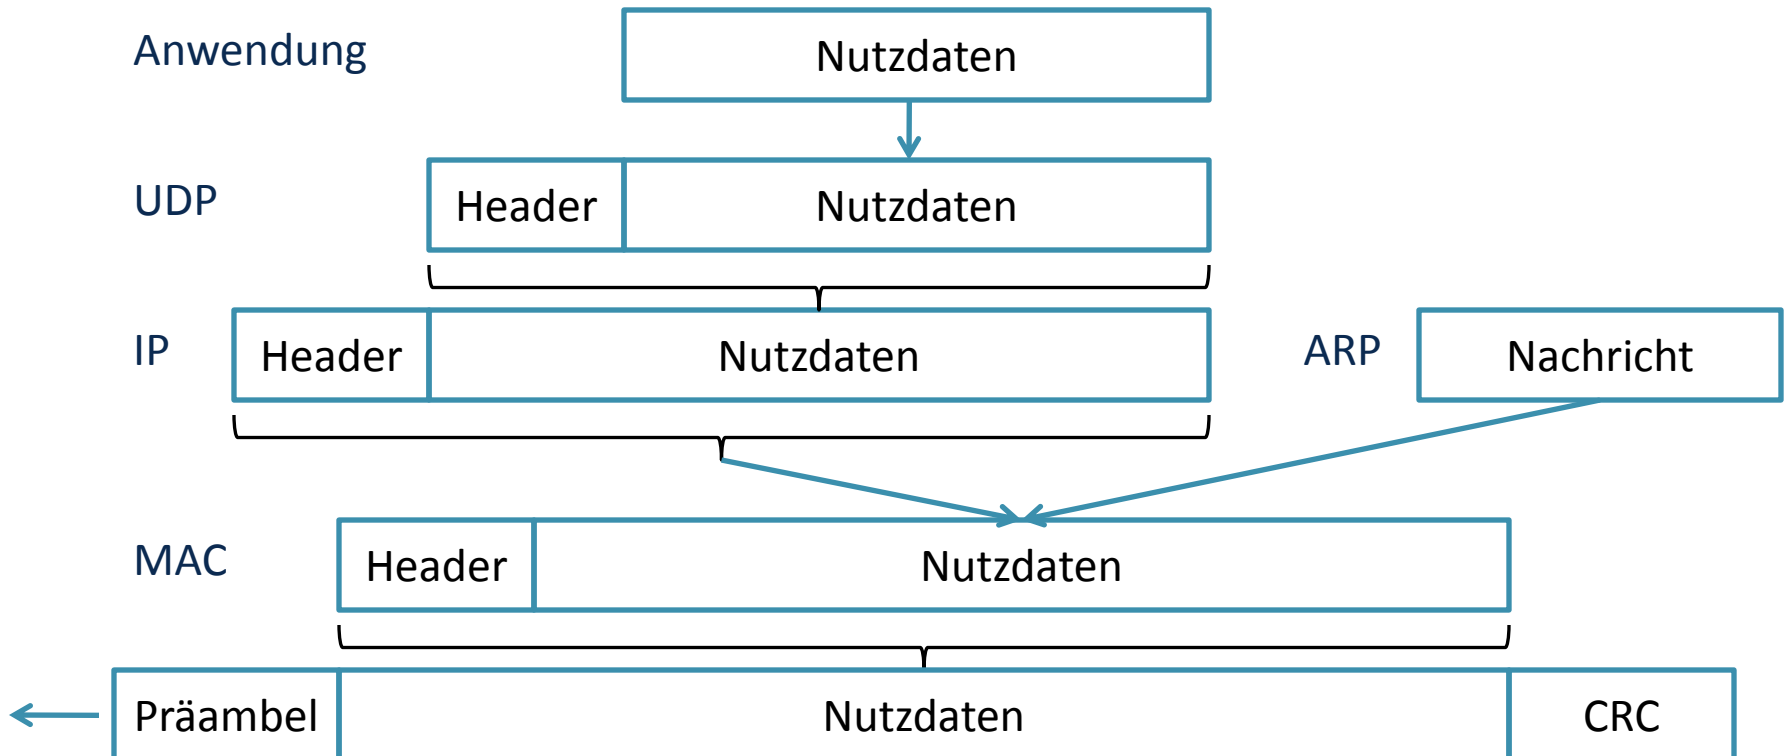 Anwendung Nutzdaten
UDP Header Nutzdaten
IP Header Nutzdaten ARP Nachricht
MAC Header Nutzdaten
Präambel Nutzdaten CRC